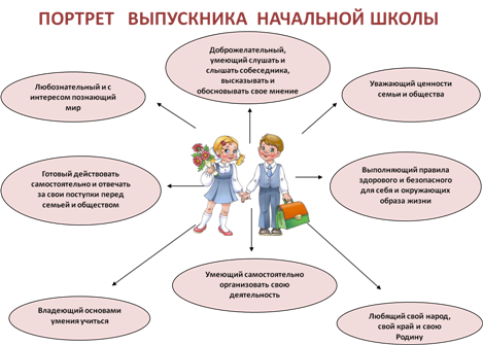 ПОРТРЕТ ВЫПУСКНИКА НАЧАЛЬНОЙ ШКОЛЫ
Доброжелательный,
умеющий слушать и
слышать собеседника,
высказывать и
обосновывать свое мнение
Любознательный и с
интересом познающий
мир
Уважающий ценности
семьи и общества
Готовый действовать
самостоятельно и отвечать
за свои поступки перед
семьей и обществом
Выполняющий правила
здорового и безопасного
для себя и окружающих
образа жизни
Умеющий самостоятельно
организовать свою
деятельность
Владеющий основами
умения учиться
Любящий свой народ,
свой край и свою
Родину